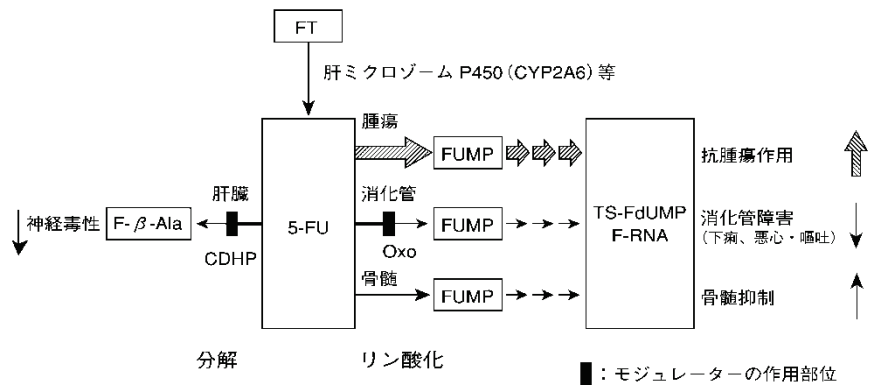 FT
肝ミクロゾーム P450(CYP2A6)等
腫瘍
FUMP
抗腫瘍作用
肝臓
消化管
神経毒性
F-β-Ala
5-FU
FUMP
TS-FdUMP
F-RNA
消化管障害
(下痢、悪心・嘔吐)
CDHP
Oxo
骨髄
FUMP
骨髄抑制
分解
リン酸化
:モジュレーターの作用部位